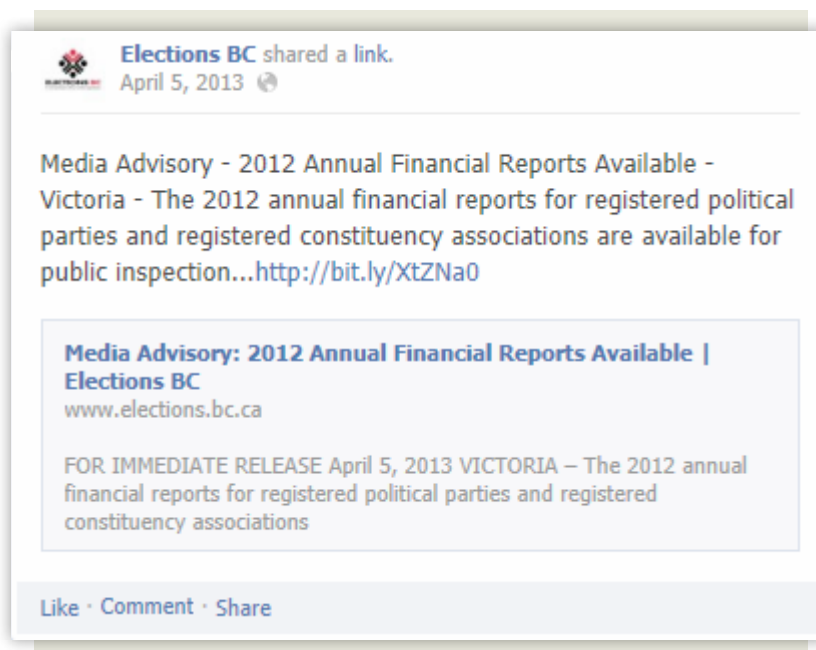 Elections BC shared a link.
April 5, 2013
Media Advisory - 2012 Annual Financial Reports Available -
Victoria - The 2012 annual financial reports for registered political
parties and registered constituency associations are available for
public inspection...http://bit.ly/XtZNa0
Media Advisory: 2012 Annual Financial Reports Available |
Elections BC
www.elections.bc.ca
FOR IMMEDIATE RELEASE April 5, 2013 VICTORIA – The 2012 annual
financial reports for registered political parties and registered
constituency associations
Like · Comment · Share